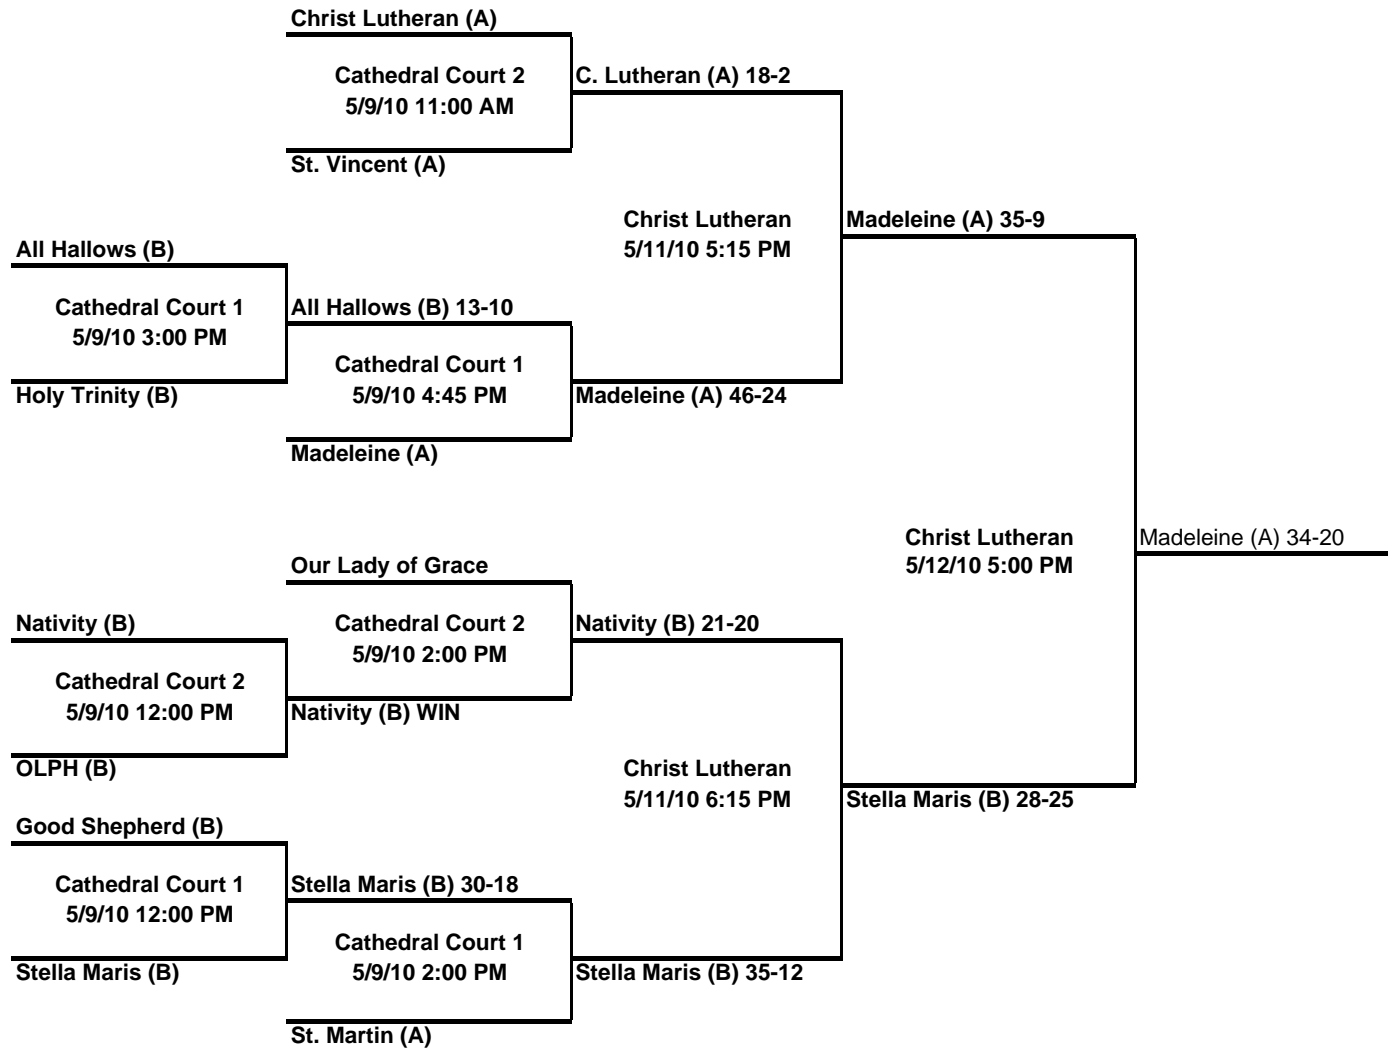 Christ Lutheran (A)
Cathedral Court 2
5/9/10 11:00 AM
C. Lutheran (A) 18-2
St. Vincent (A)
Christ Lutheran
5/11/10 5:15 PM
Madeleine (A) 35-9
All Hallows (B)
Cathedral Court 1
5/9/10 3:00 PM
All Hallows (B) 13-10
Holy Trinity (B)
Cathedral Court 1
5/9/10 4:45 PM
Madeleine (A) 46-24
Madeleine (A)
Christ Lutheran
5/12/10 5:00 PM
Madeleine (A) 34-20
Our Lady of Grace
Nativity (B)
Cathedral Court 2
5/9/10 2:00 PM
Nativity (B) 21-20
Cathedral Court 2
5/9/10 12:00 PM
Nativity (B) WIN
OLPH (B)
Christ Lutheran
5/11/10 6:15 PM
Stella Maris (B) 28-25
Good Shepherd (B)
Cathedral Court 1
5/9/10 12:00 PM
Stella Maris (B) 30-18
Stella Maris (B)
Cathedral Court 1
5/9/10 2:00 PM
Stella Maris (B) 35-12
St. Martin (A)